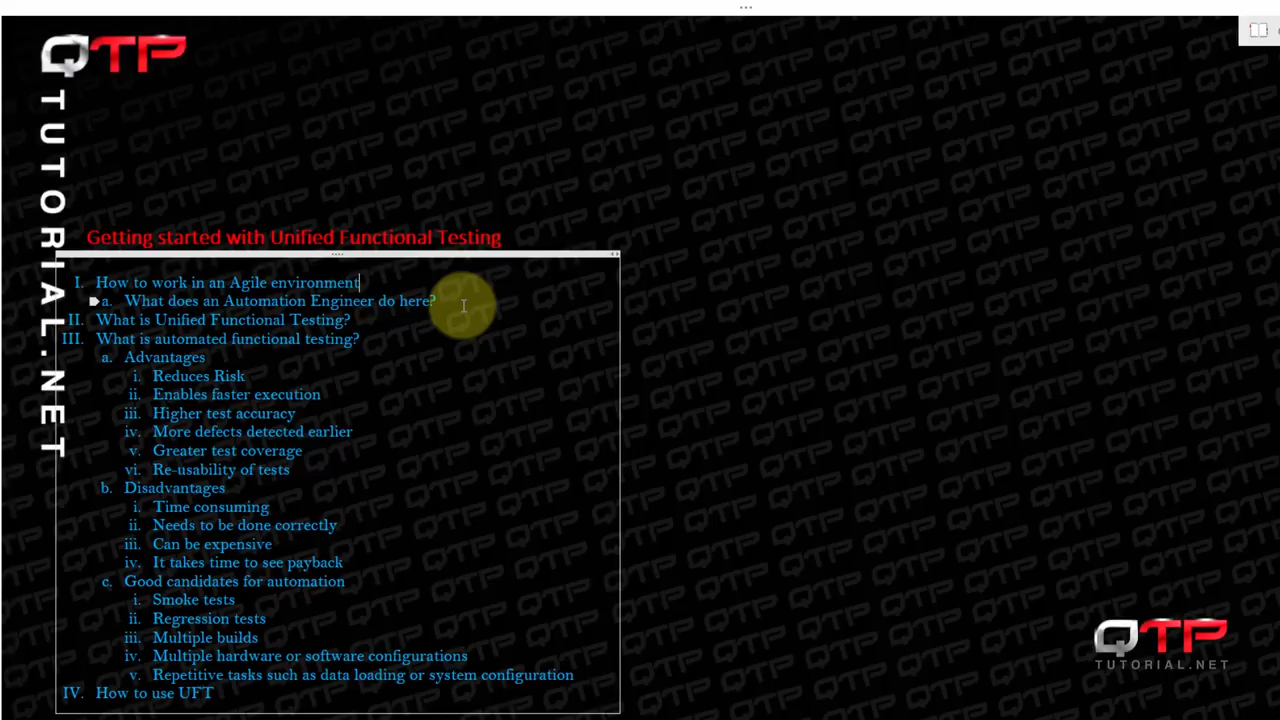 QTP
TUTORIAL.NET
Getting started with Unified Functional Testing
I. How to work in an Agile environment
a. What does an Automation Engineer do here?
II. What is Unified Functional Testing?
III. What is automated functional testing?
a. Advantages
i. Reduces Risk
ii. Enables faster execution
iii. Higher test accuracy
iv. More defects detected earlier
v. Greater test coverage
vi. Re-usability of tests
b. Disadvantages
i. Time consuming
ii. Needs to be done correctly
iii. Can be expensive
iv. It takes time to see payback
c. Good candidates for automation
i. Smoke tests
ii. Regression tests
iii. Multiple builds
iv. Multiple hardware or software configurations
v. Repetitive tasks such as data loading or system configuration
IV. How to use UFT
QTP
TUTORIAL.NET